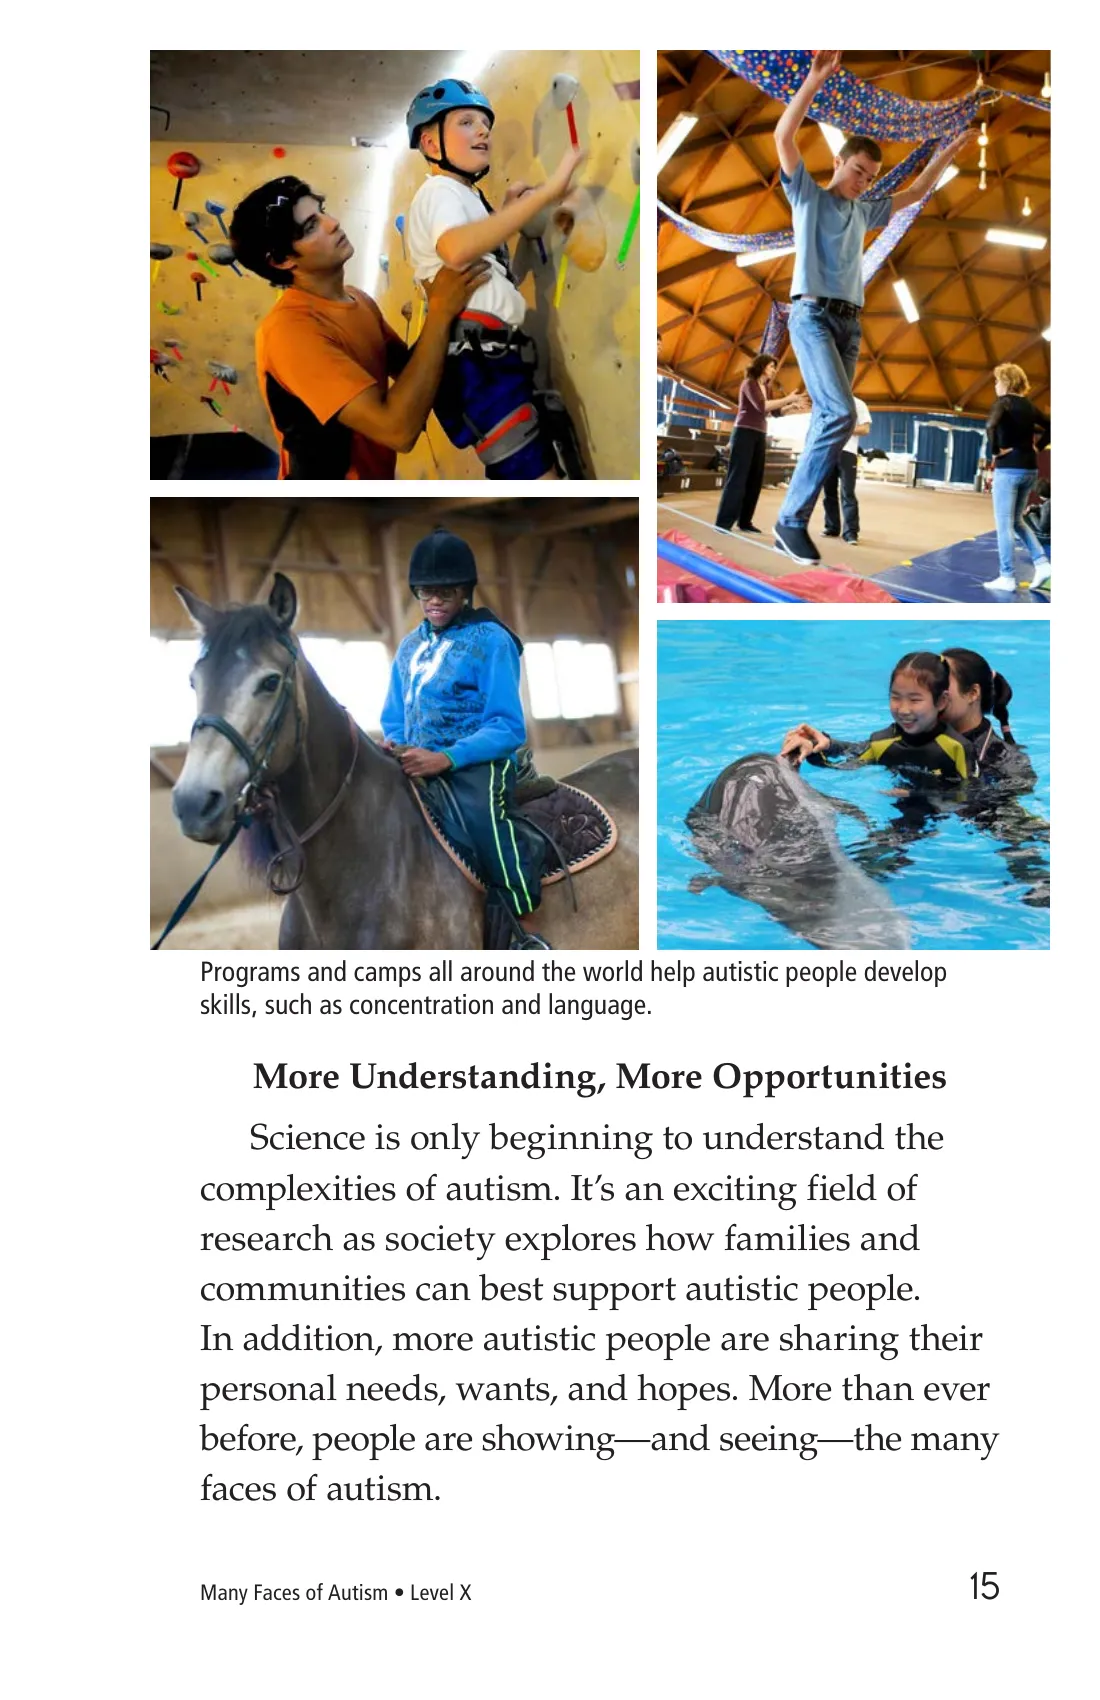 Programs and camps all around the world help autistic people develop
skills, such as concentration and language.
More Understanding, More Opportunities
Science is only beginning to understand the
complexities of autism. It’s an exciting field of
research as society explores how families and
communities can best support autistic people.
In addition, more autistic people are sharing their
personal needs, wants, and hopes. More than ever
before, people are showing—and seeing—the many
faces of autism.
Many Faces of Autism • Level X
15